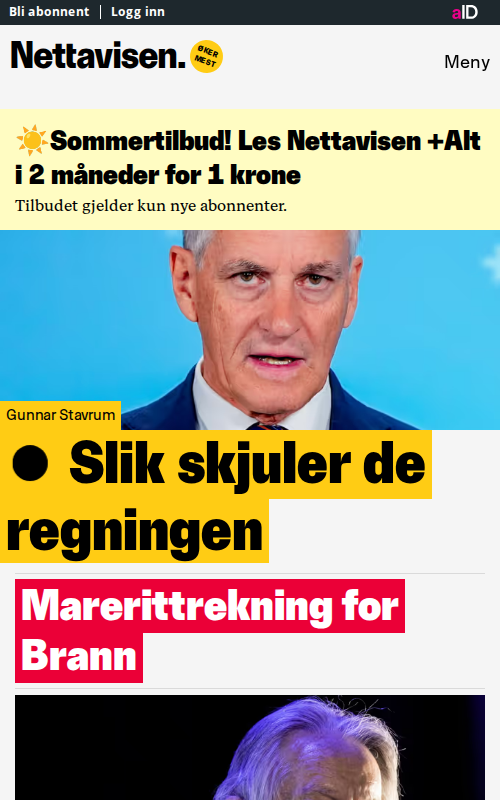 Bli abonnent Logg inn
aID
Nettavisen.
ØKER
MEST
Meny
☀️Sommertilbud! Les Nettavisen +Alt
i 2 måneder for 1 krone
Tilbudet gjelder kun nye abonnenter.
Gunnar Stavrum
● Slik skjuler de
regningen
Marerittrekning for
Brann